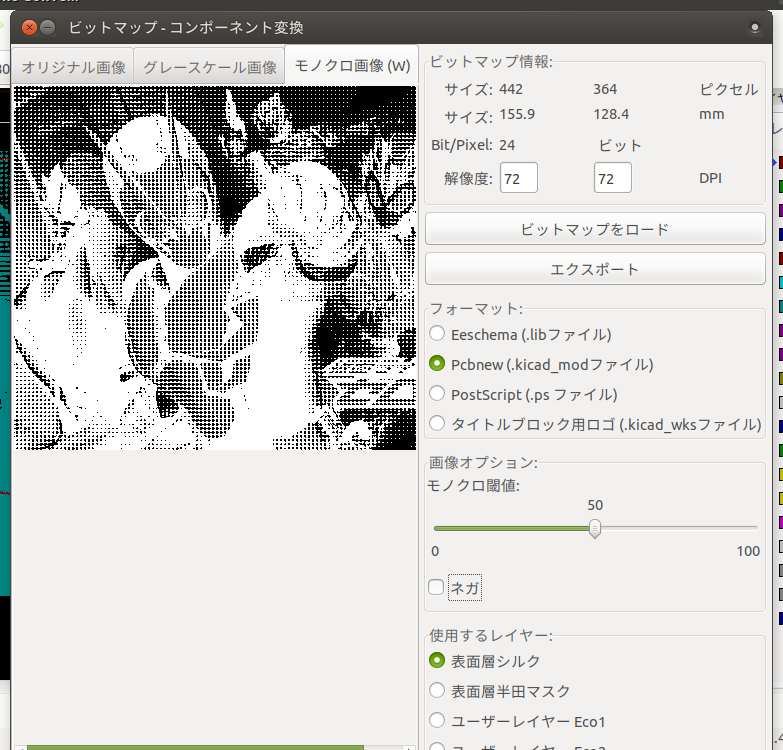 ビットマップ - コンポーネント変換
オリジナル画像
グレースケール画像
モノクロ画像 (W)
ビットマップ情報:
サイズ: 442 364 ピクセル
サイズ: 155.9 128.4 mm
Bit/Pixel: 24 ビット
解像度: 72 72 DPI
ビットマップをロード
エクスポート
フォーマット:
Eeschema (.libファイル)
Pcbnew (.kicad_modファイル)
PostScript (.ps ファイル)
タイトルブロック用ロゴ (.kicad_wksファイル)
画像オプション:
モノクロ閾値:
50
0 100
ネガ
使用するレイヤー:
表面層シルク
表面層半田マスク
ユーザーレイヤー Eco1